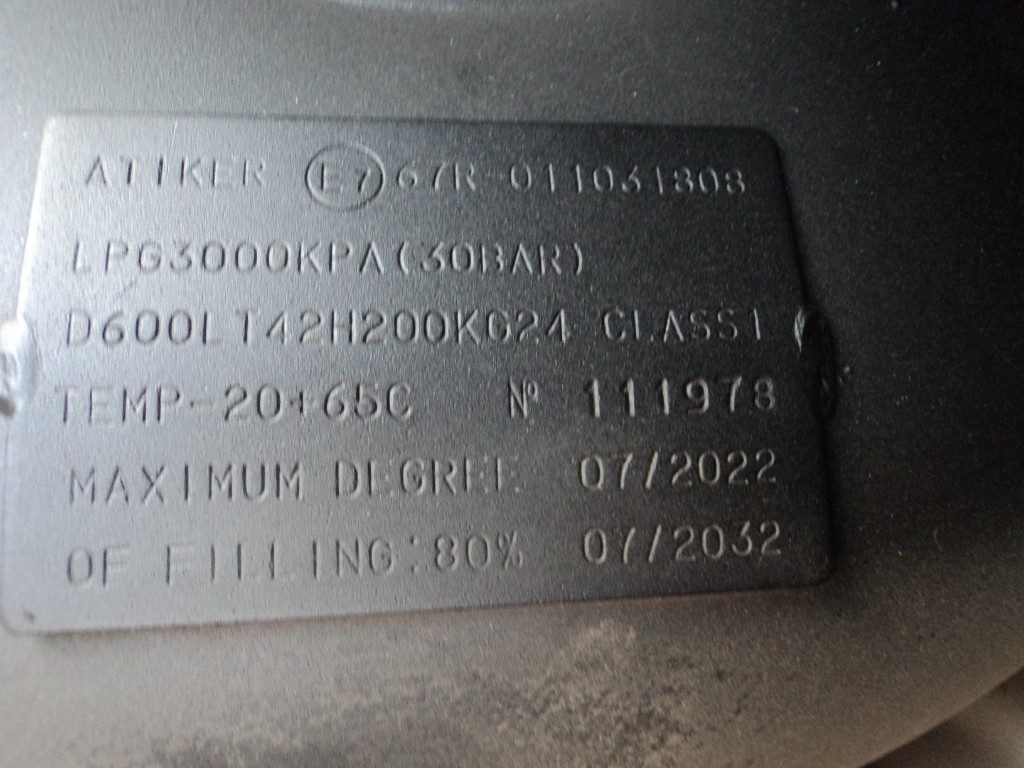 ATIKER E7 67R-011031808
LPG3000KPA(30BAR)
D600LT42H200KG24 CLASS1
TEMP-20+65C Nº 111978
MAXIMUM DEGREE 07/2022
OF FILLING:80% 07/2032